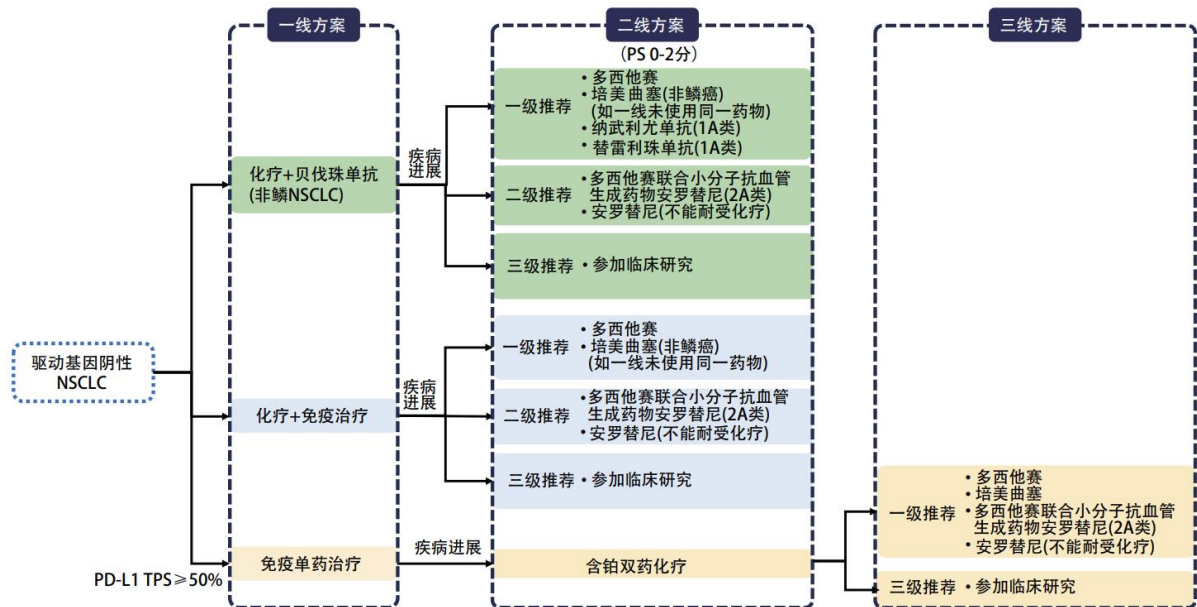 一线方案
二线方案
三线方案
(PS 0-2分)
驱动基因阴性
NSCLC
化疗+贝伐珠单抗
(非鳞NSCLC)
疾病
进展
一级推荐
• 多西他赛
• 培美曲塞(非鳞癌)
(如一线未使用同一药物)
• 纳武利尤单抗(1A类)
• 替雷利珠单抗(1A类)
二级推荐
• 多西他赛联合小分子抗血管
生成药物安罗替尼(2A类)
• 安罗替尼(不能耐受化疗)
三级推荐 • 参加临床研究
化疗+免疫治疗
疾病
进展
一级推荐
• 多西他赛
• 培美曲塞(非鳞癌)
(如一线未使用同一药物)
二级推荐
• 多西他赛联合小分子抗血管
生成药物安罗替尼(2A类)
• 安罗替尼(不能耐受化疗)
三级推荐 • 参加临床研究
PD-L1 TPS≥50%
免疫单药治疗
疾病进展
含铂双药化疗
一级推荐
• 多西他赛
• 培美曲塞
• 多西他赛联合小分子抗血管
生成药物安罗替尼(2A类)
• 安罗替尼(不能耐受化疗)
三级推荐 • 参加临床研究